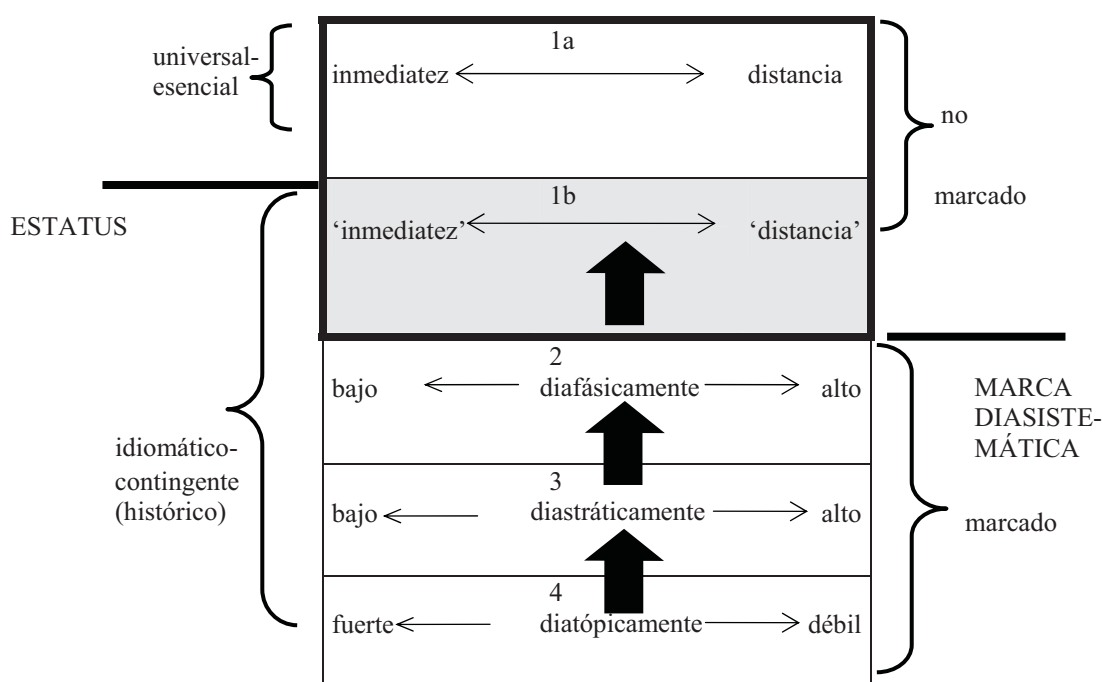 1a
universal-
esencial
inmediatez
distancia
no
marcado
1b
ESTATUS
‘inmediatez’
‘distancia’
2
bajo
diafásicamente
alto
MARCA
DIASISTE-
MÁTICA
idiomático-
contingente
(histórico)
3
bajo
diastráticamente
alto
marcado
4
fuerte
diatópicamente
débil